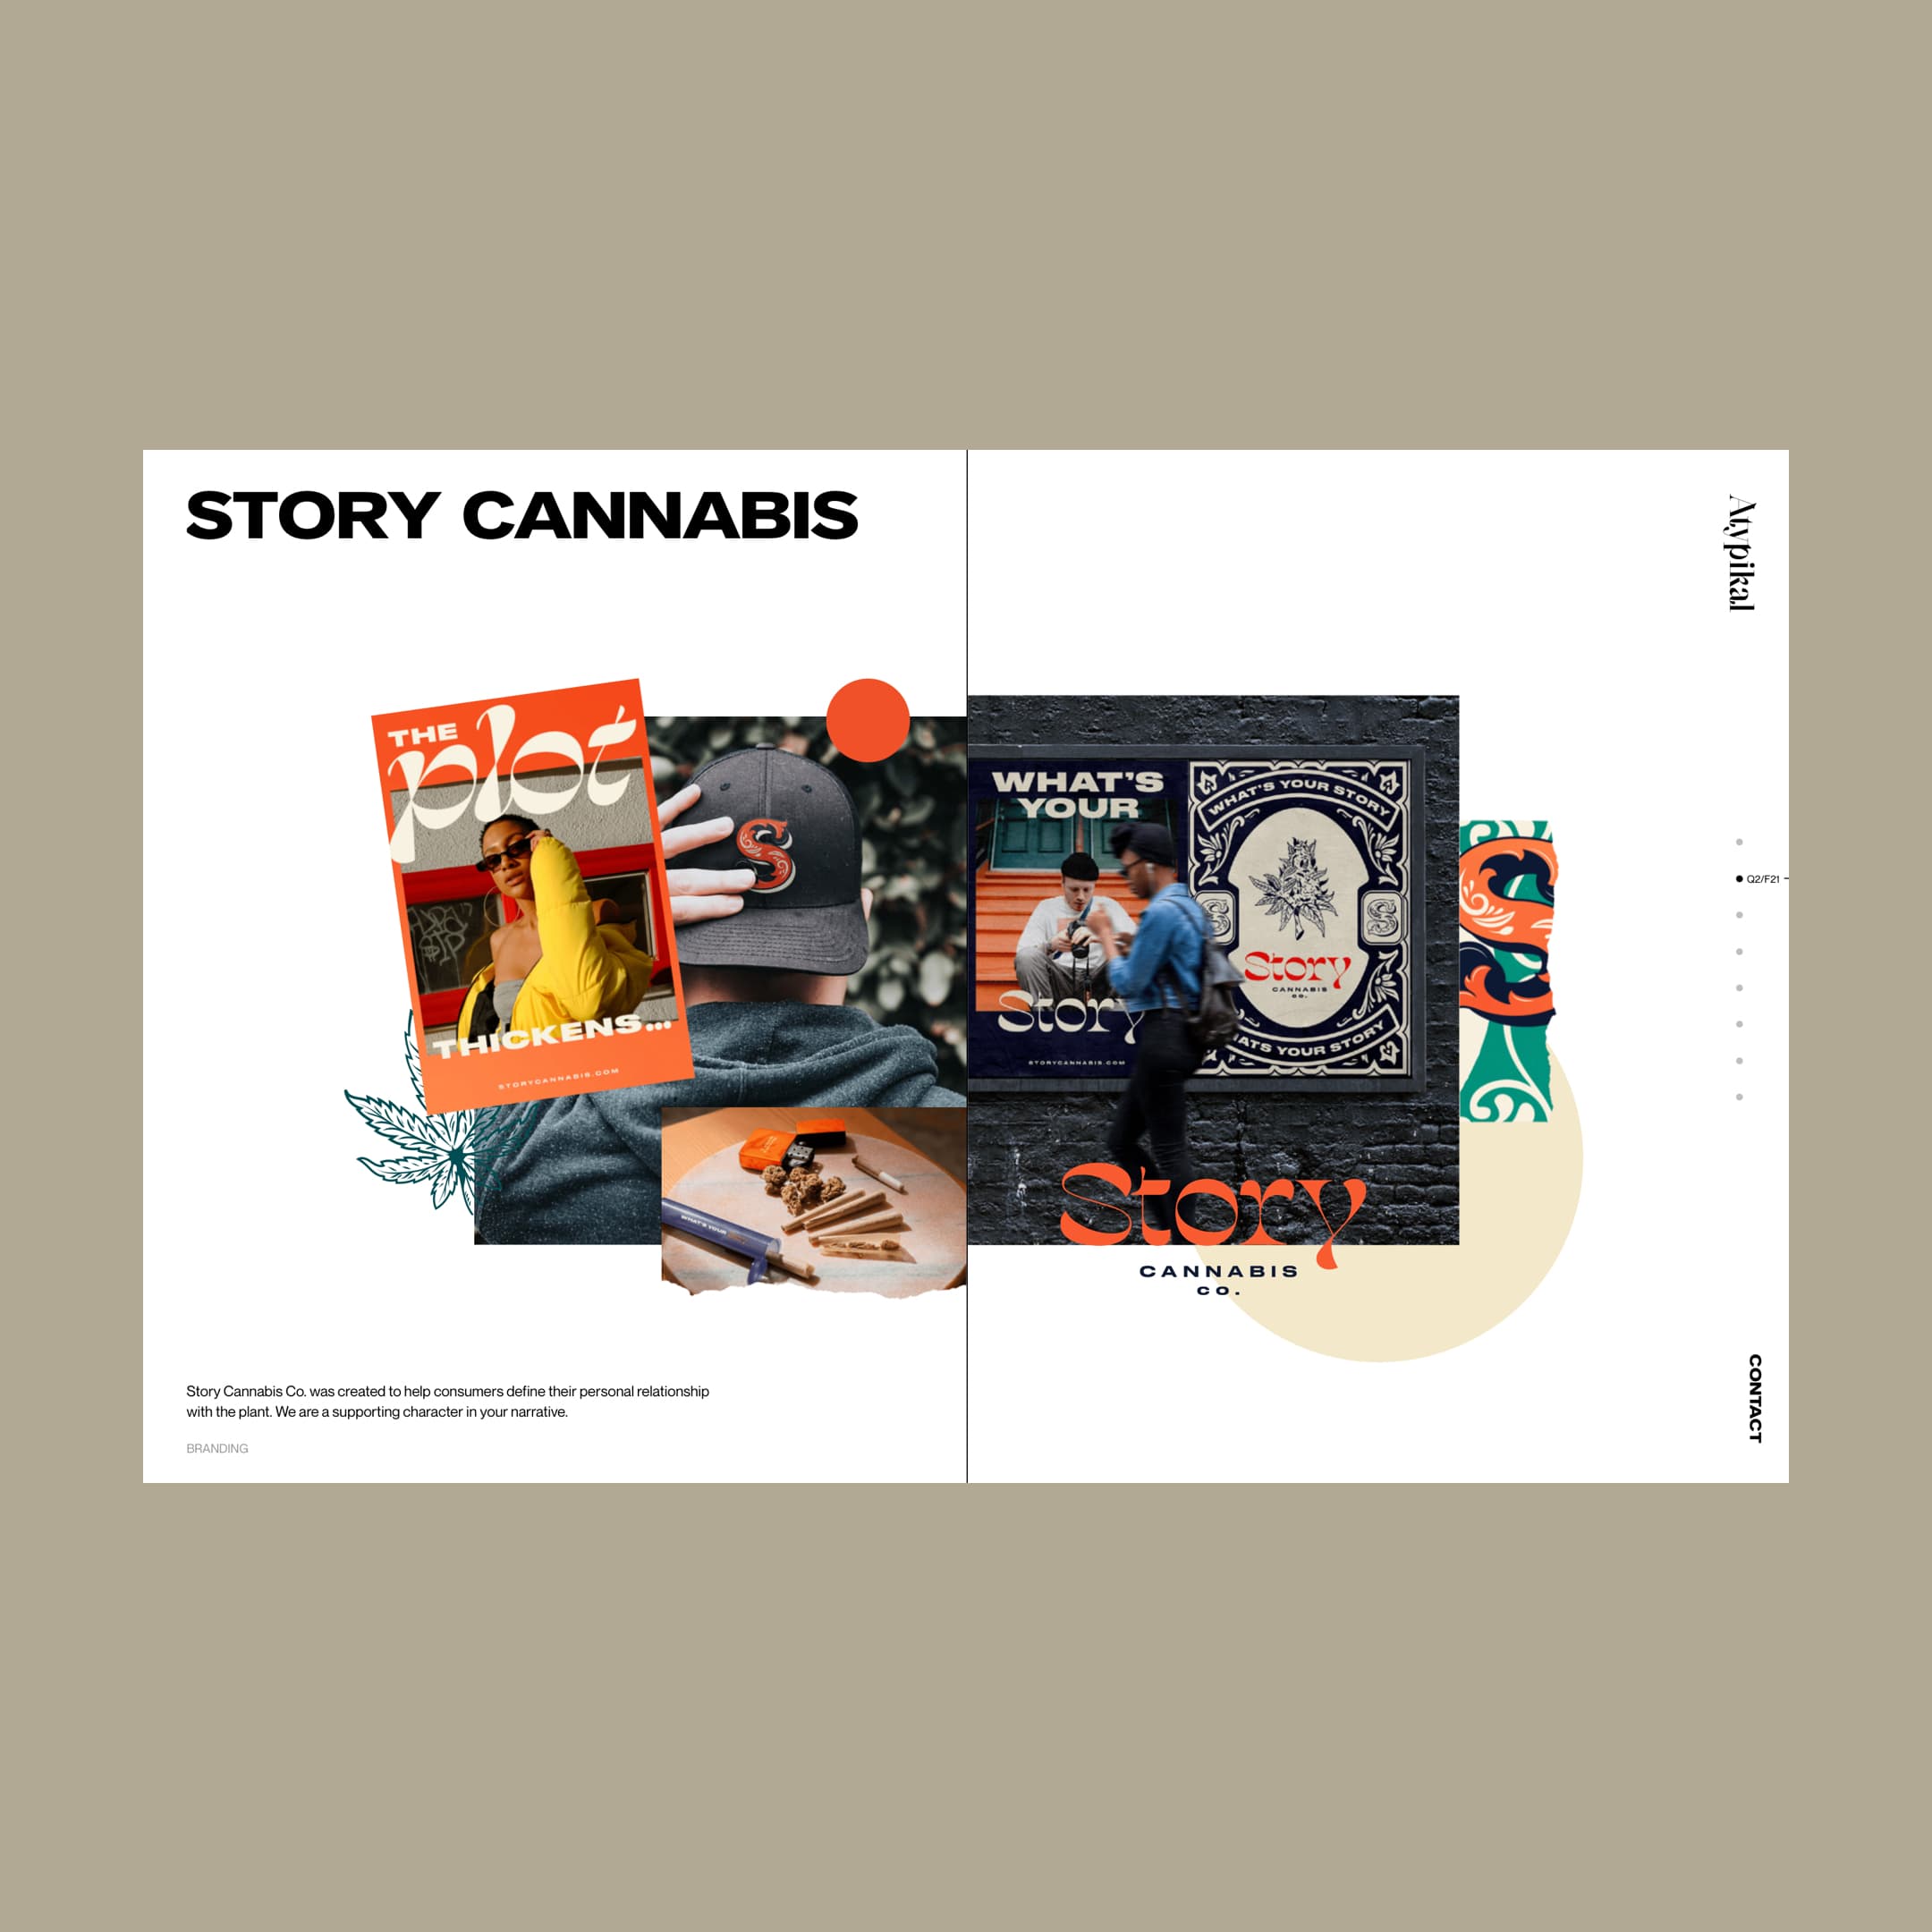 STORY CANNABIS
Atypikal
THE
plot
THICKENS...
STORYCANNABIS.COM
S
WHAT'S
YOUR
Story
STORYCANNABIS.COM
WHAT'S YOUR STORY
S
S
Story
CANNABIS
CO.
ATS YOUR STORY
WHAT'S YOUR
Q2/F21
Story
CANNABIS
CO.
Story Cannabis Co. was created to help consumers define their personal relationship
with the plant. We are a supporting character in your narrative.
BRANDING
CONTACT